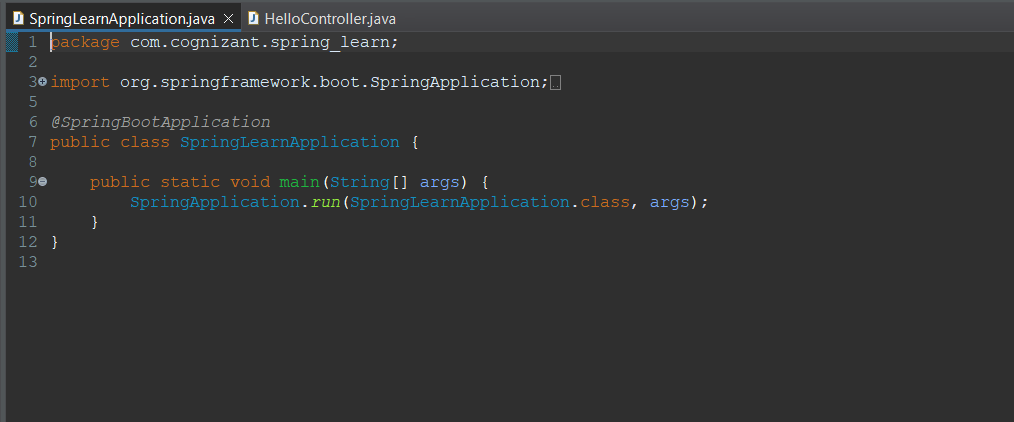 SpringLearnApplication.java HelloController.java
1 package com.cognizant.spring_learn;
2
3 import org.springframework.boot.SpringApplication;
5
6 @SpringBootApplication
7 public class SpringLearnApplication {
8
9 public static void main(String[] args) {
10 SpringApplication.run(SpringLearnApplication.class, args);
11 }
12 }
13